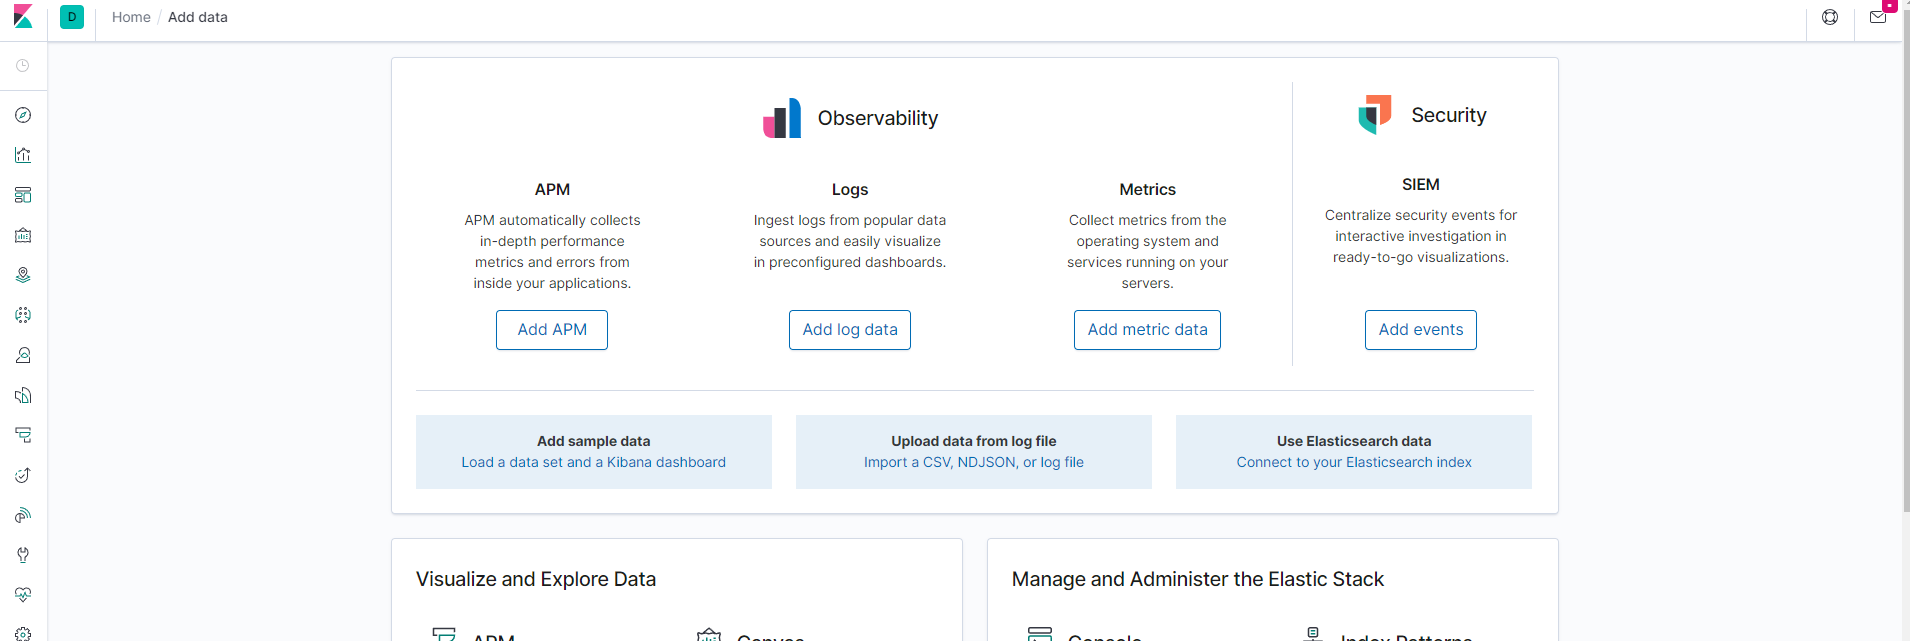 D
Home / Add data
Observability
Security
APM
APM automatically collects
in-depth performance
metrics and errors from
inside your applications.
Add APM
Logs
Ingest logs from popular data
sources and easily visualize
in preconfigured dashboards.
Add log data
Metrics
Collect metrics from the
operating system and
services running on your
servers.
Add metric data
SIEM
Centralize security events for
interactive investigation in
ready-to-go visualizations.
Add events
Add sample data
Load a data set and a Kibana dashboard
Upload data from log file
Import a CSV, NDJSON, or log file
Use Elasticsearch data
Connect to your Elasticsearch index
Visualize and Explore Data
APM
Canvas
Manage and Administer the Elastic Stack
Console
Index Patterns